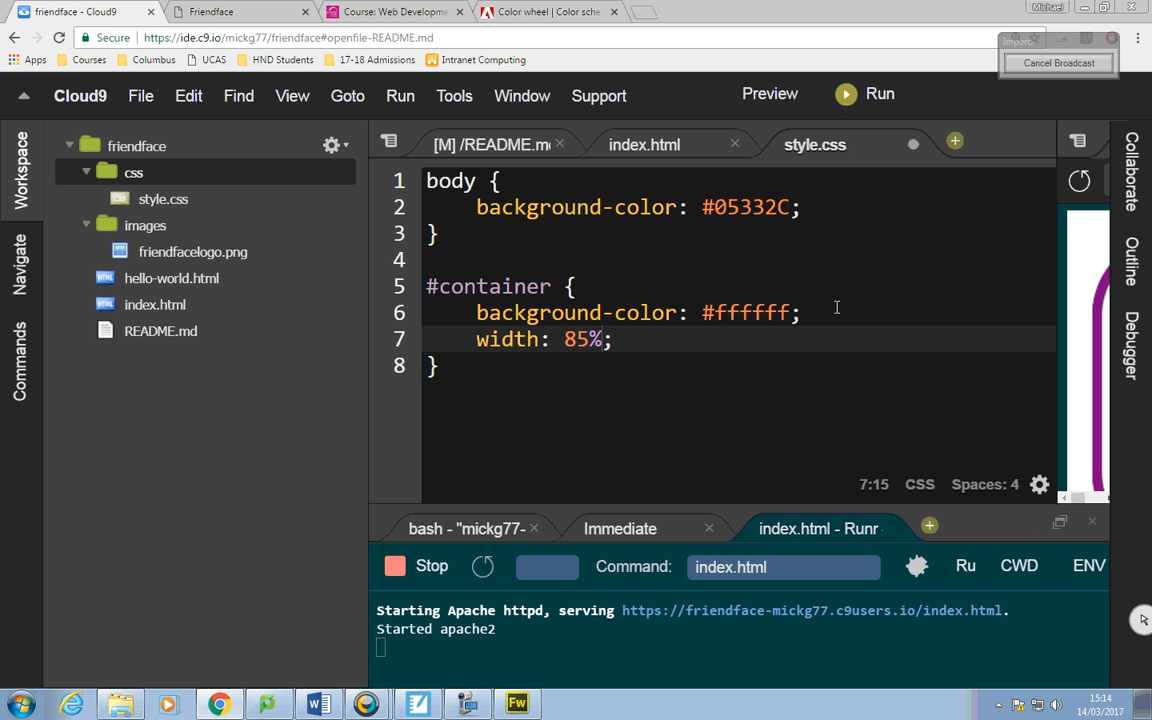 friendface - Cloud9
Friendface
Course: Web Developme
Color wheel | Color sche
Michael
Secure
https://ide.c9.io/mickg77/friendface#openfile-README.md
Apps
Courses
Columbus
UCAS
HND Students
17-18 Admissions
Intranet Computing
Cancel Broadcast
Cloud9 File Edit Find View Goto Run Tools Window Support Preview Run
Workspace
Navigate
Commands
friendface
css
style.css
images
friendfacelogo.png
hello-world.html
index.html
README.md
[M] /README.m
index.html
style.css
1 body {
2 background-color: #05332C;
3 }
4
5 #container {
6 background-color: #ffffff;
7 width: 85%;
8 }
7:15 CSS Spaces: 4
Collaborate
Outline
Debugger
bash - "mickg77-
Immediate
index.html - Runr
Stop
Command:
index.html
Ru
CWD
ENV
Starting Apache httpd, serving https://friendface-mickg77.c9users.io/index.html.
Started apache2
Fw
15:14
14/03/2017